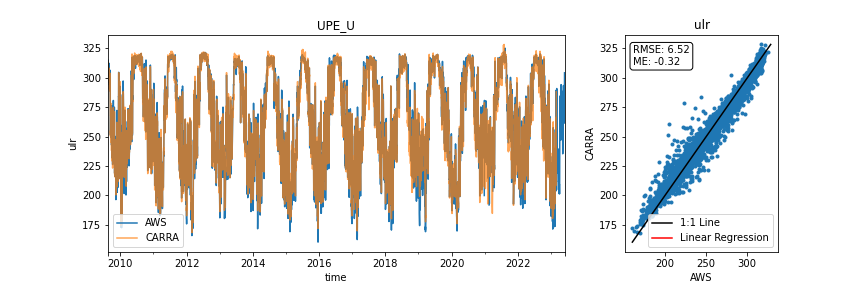 UPE_U
325
300
275
250
225
200
175
ulr
AWS
CARRA
2010
2012
2014
2016
2018
2020
2022
time
ulr
RMSE: 6.52
ME: -0.32
325
300
275
250
225
200
175
CARRA
1:1 Line
Linear Regression
200
250
300
AWS